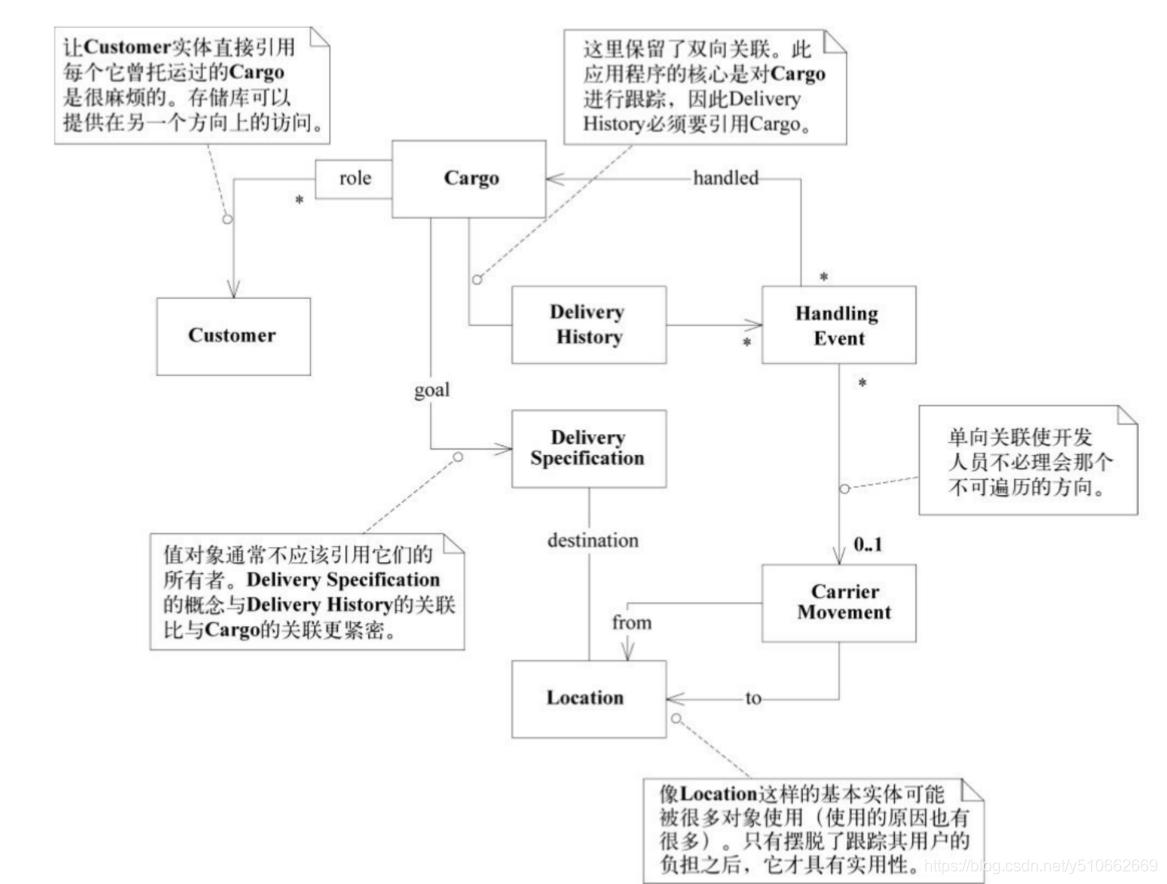 让Customer实体直接引用
每个它曾托运过的Cargo
是很麻烦的。存储库可以
提供在另一个方向上的访问。
这里保留了双向关联。此
应用程序的核心是对Cargo
进行跟踪，因此Delivery
History必须要引用Cargo。
role
*
Cargo
handled
*
Customer
Delivery
History
*
Handling
Event
*
goal
Delivery
Specification
单向关联使开发
人员不必理会那个
不可遍历的方向。
destination
0..1
值对象通常不应该引用它们的
所有者。Delivery Specification
的概念与Delivery History的关联
比与Cargo的关联更紧密。
Carrier
Movement
from
Location
to
像Location这样的基本实体可能
被很多对象使用（使用的原因也有
很多）。只有摆脱了跟踪其用户的
负担之后，它才具有实用性。
https://blog.csdn.net/y510662669